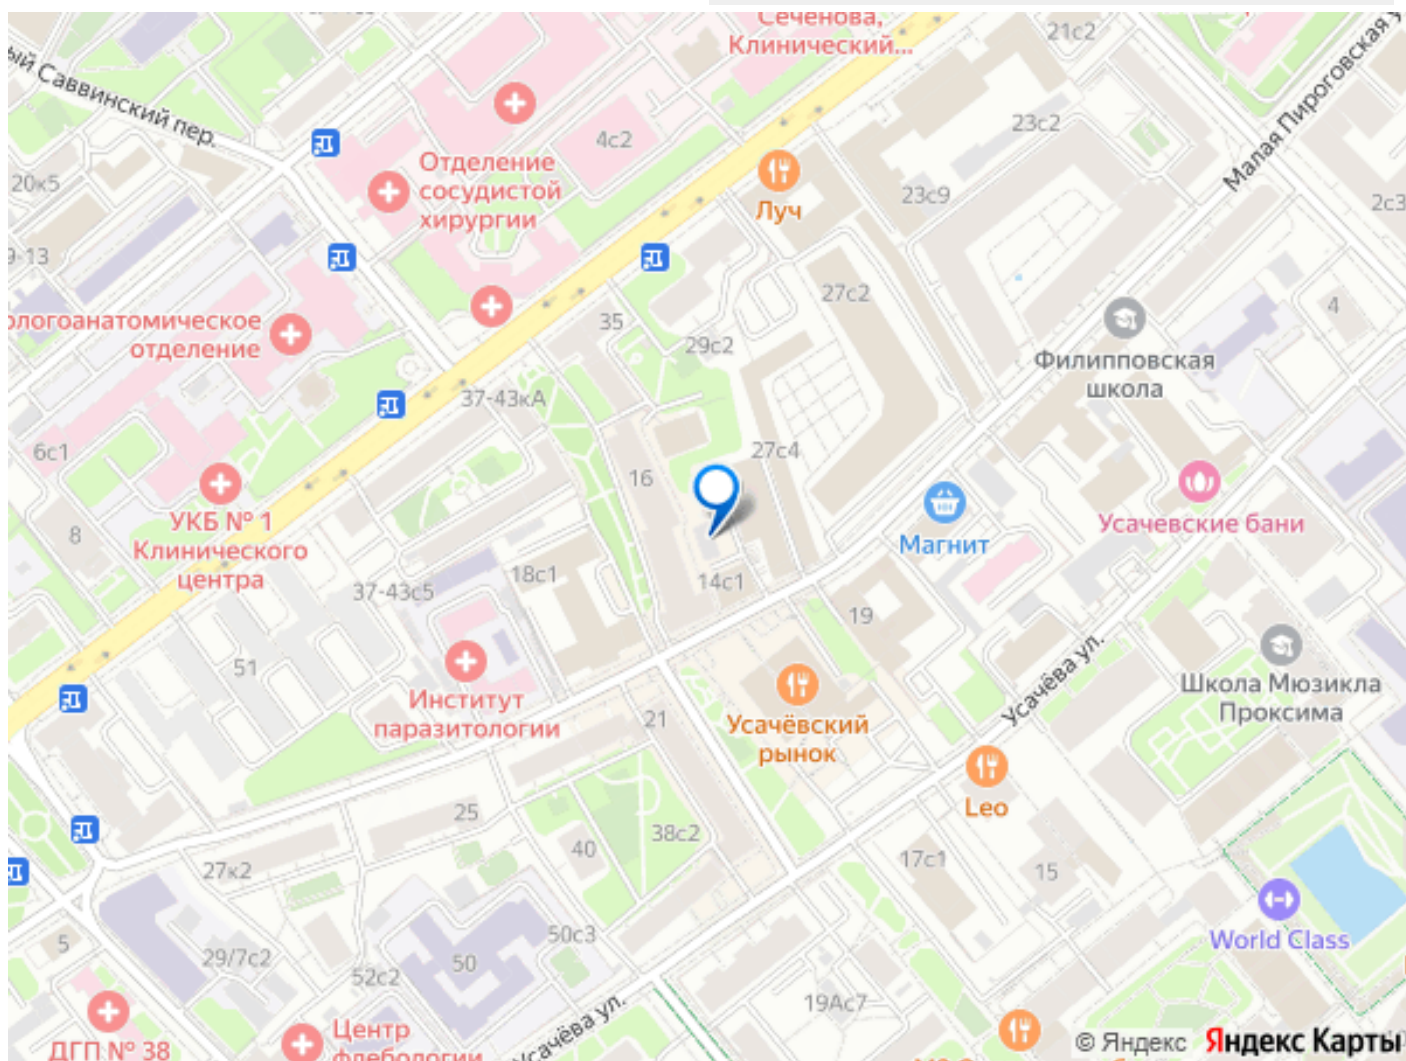 Сеченова,
Клинический...
21с2
ый Саввинский пер.
Малая Пироговская у
4с2
23с2
Отделение
сосудистой
хирургии
20к5
23с9
2с3
Луч
9-13
27с2
4
ологоанатомическое
отделение
35
29с2
Филипповская
школа
37-43кА
6с1
27с4
16
УКБ № 1
Клинического
центра
8
Магнит
Усачевские бани
18с1
14с1
37-43с5
19
51
Институт
паразитологии
Усачёва ул.
Школа Мюзикла
Проксима
21
Усачёвский
рынок
Leo
25
38с2
40
17с1
15
27к2
5
50с3
World Class
29/7с2
50
52с2
19Ас7
Усачёва ул.
ДГП № 38
Центр
флебологии
© Яндекс Яндекс Карты